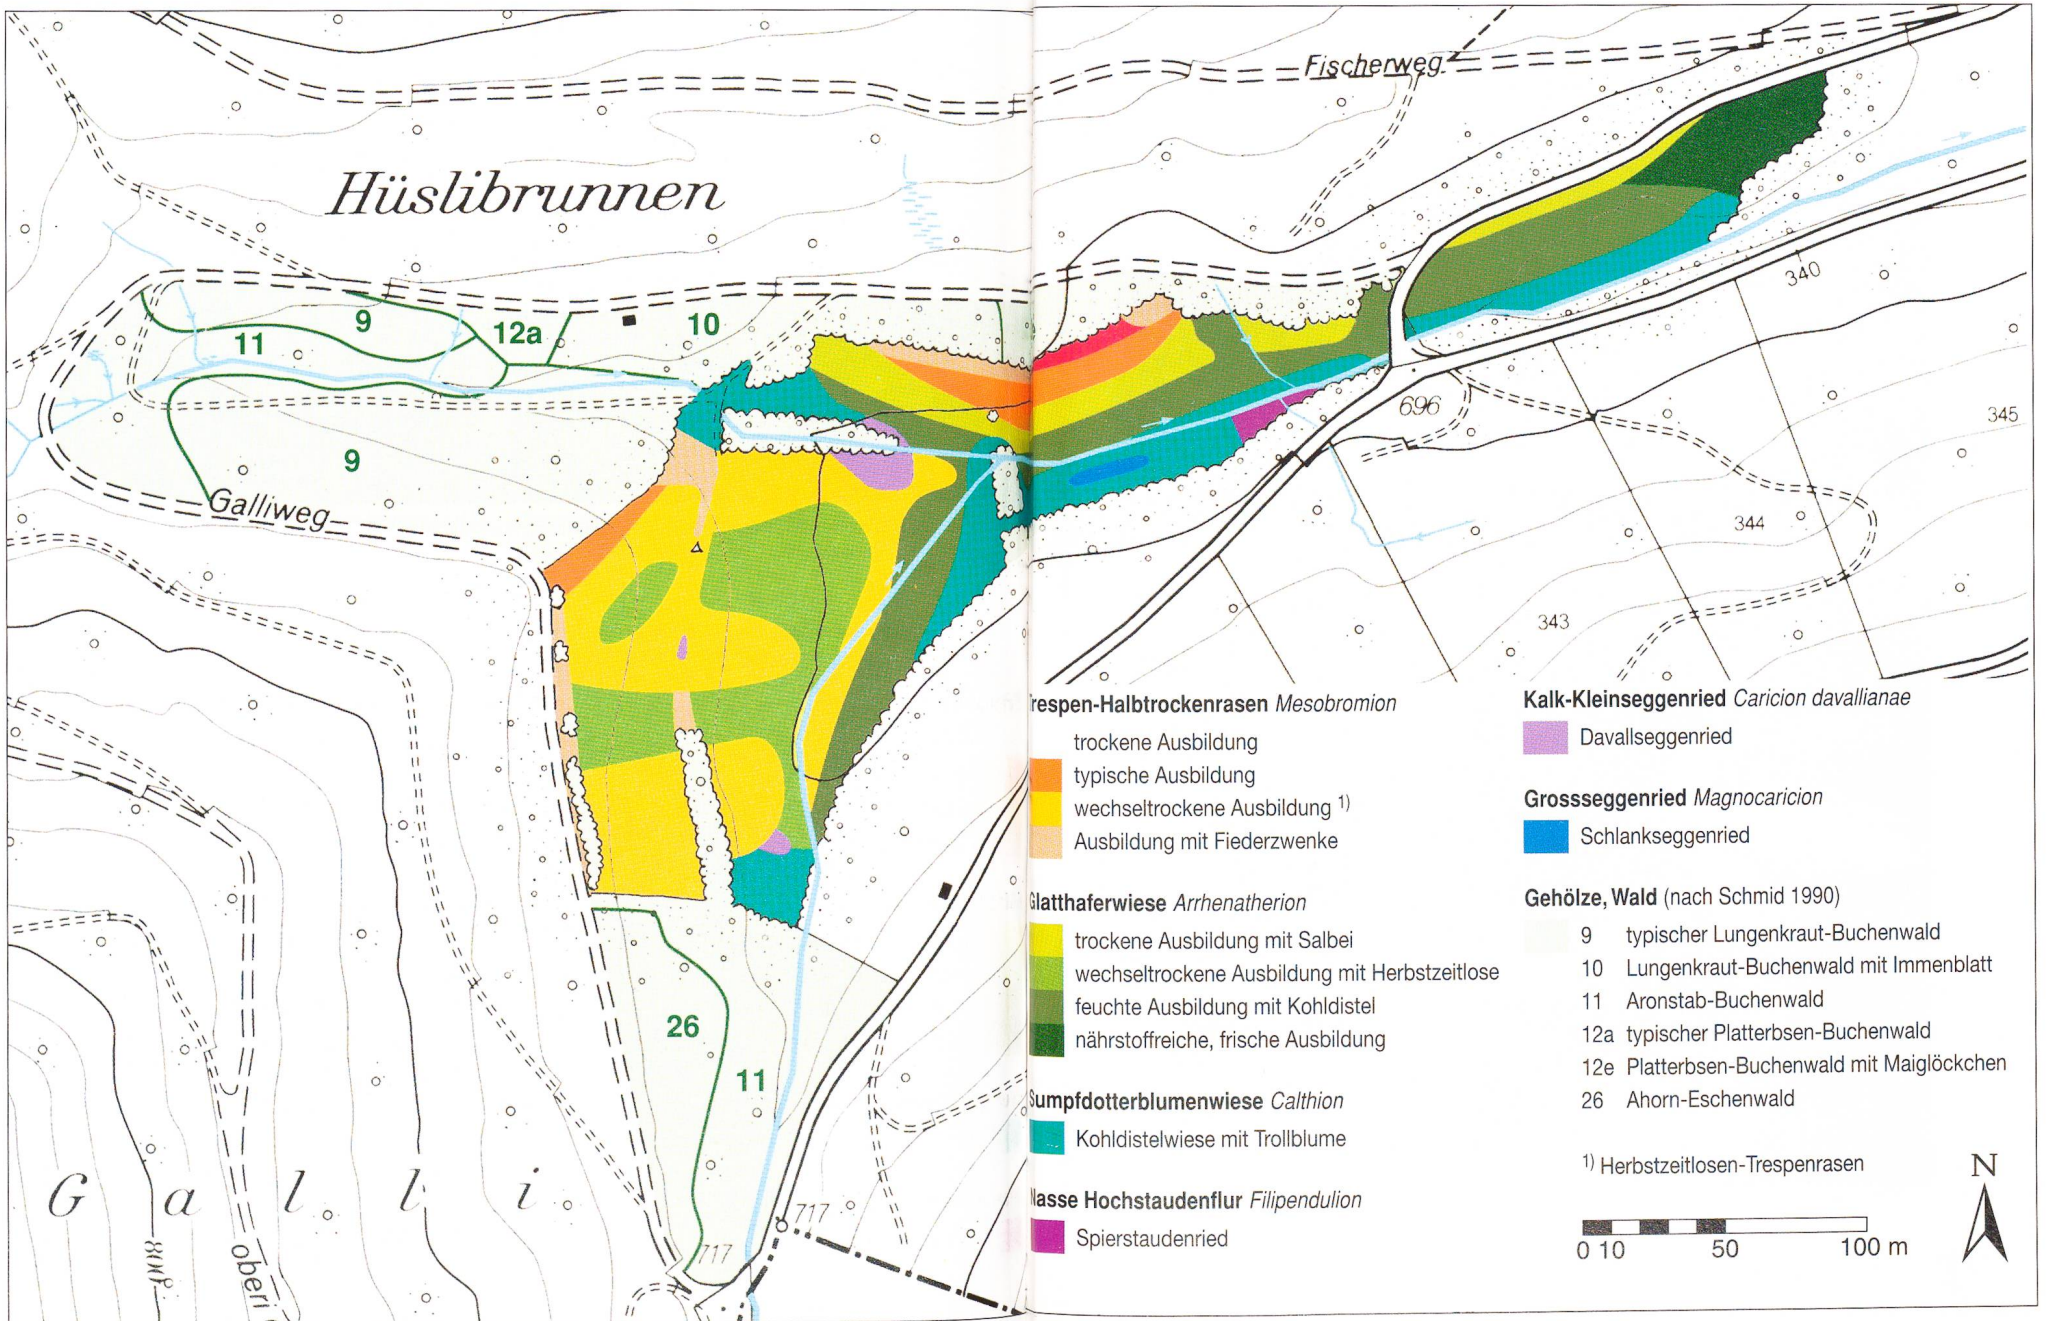 Fischerweg
Hüslibrunnen
340
9
12a
10
11
696
345
9
Galliweg
344
343
respen-Halbtrockenrasen Mesobromion
trockene Ausbildung
typische Ausbildung
wechseltrockene Ausbildung 1)
Ausbildung mit Fiederzwenke
Glatthaferwiese Arrhenatherion
trockene Ausbildung mit Salbei
wechseltrockene Ausbildung mit Herbstzeitlose
feuchte Ausbildung mit Kohldistel
nährstoffreiche, frische Ausbildung
Sumpfdotterblumenwiese Calthion
Kohldistelwiese mit Trollblume
Nasse Hochstaudenflur Filipendulion
Spierstaudenried
Kalk-Kleinseggenried Caricion davallianae
Davallseggenried
Grossseggenried Magnocaricion
Schlankseggenried
Gehölze, Wald (nach Schmid 1990)
9 typischer Lungenkraut-Buchenwald
10 Lungenkraut-Buchenwald mit Immenblatt
11 Aronstab-Buchenwald
12a typischer Platterbsen-Buchenwald
12e Platterbsen-Buchenwald mit Maiglöckchen
26 Ahorn-Eschenwald
1) Herbstzeitlosen-Trespenrasen
N
0 10 50 100 m
26
11
Galli
717
717
800
oberi